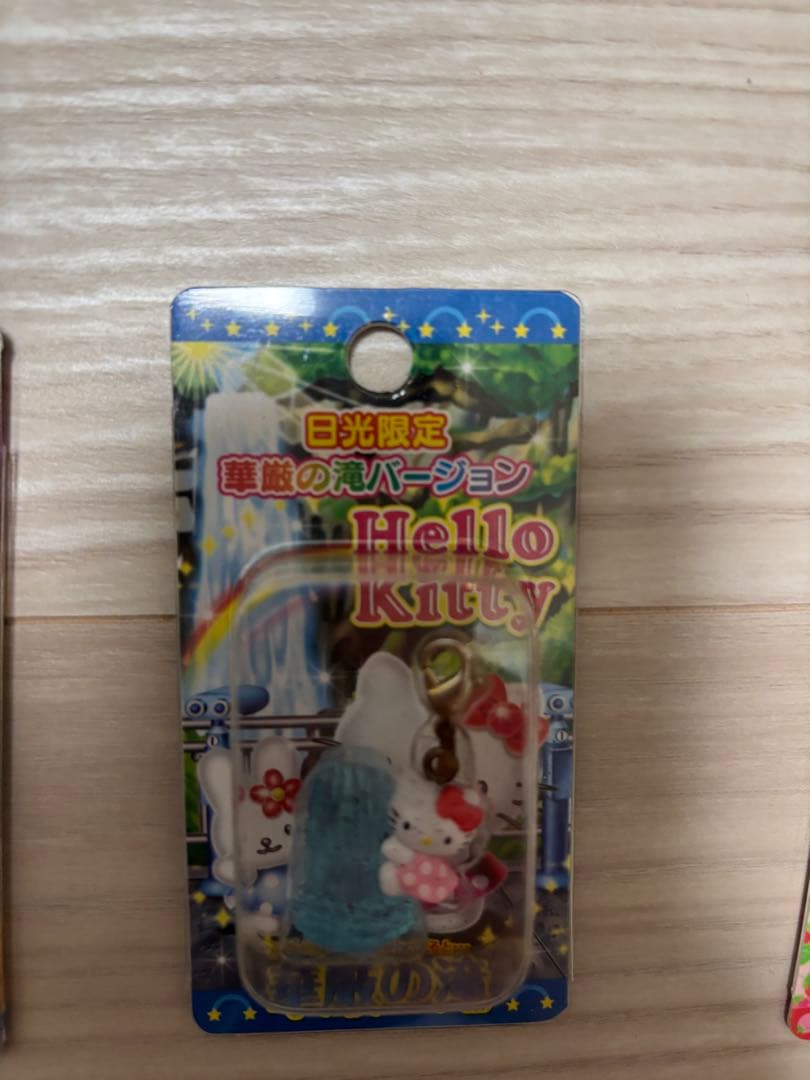 日光限定
華厳の滝バージョン
Hello
Kitty
華厳の滝